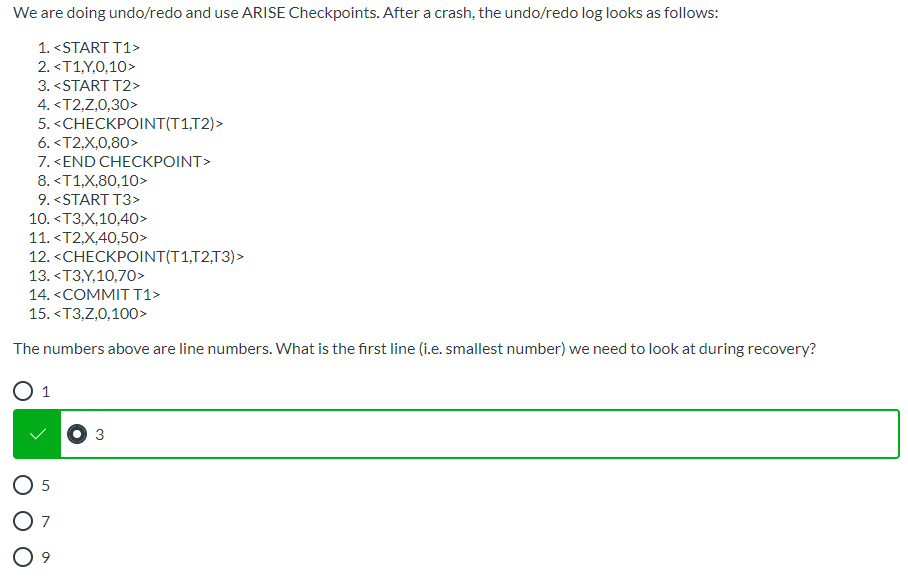 We are doing undo/redo and use ARISE Checkpoints. After a crash, the undo/redo log looks as follows:
1. <START T1>
2. <T1,Y,0,10>
3. <START T2>
4. <T2,Z,0,30>
5. <CHECKPOINT(T1,T2)>
6. <T2,X,0,80>
7. <END CHECKPOINT>
8. <T1,X,80,10>
9. <START T3>
10. <T3,X,10,40>
11. <T2,X,40,50>
12. <CHECKPOINT(T1,T2,T3)>
13. <T3,Y,10,70>
14. <COMMIT T1>
15. <T3,Z,0,100>
The numbers above are line numbers. What is the first line (i.e. smallest number) we need to look at during recovery?
1
3
5
7
9